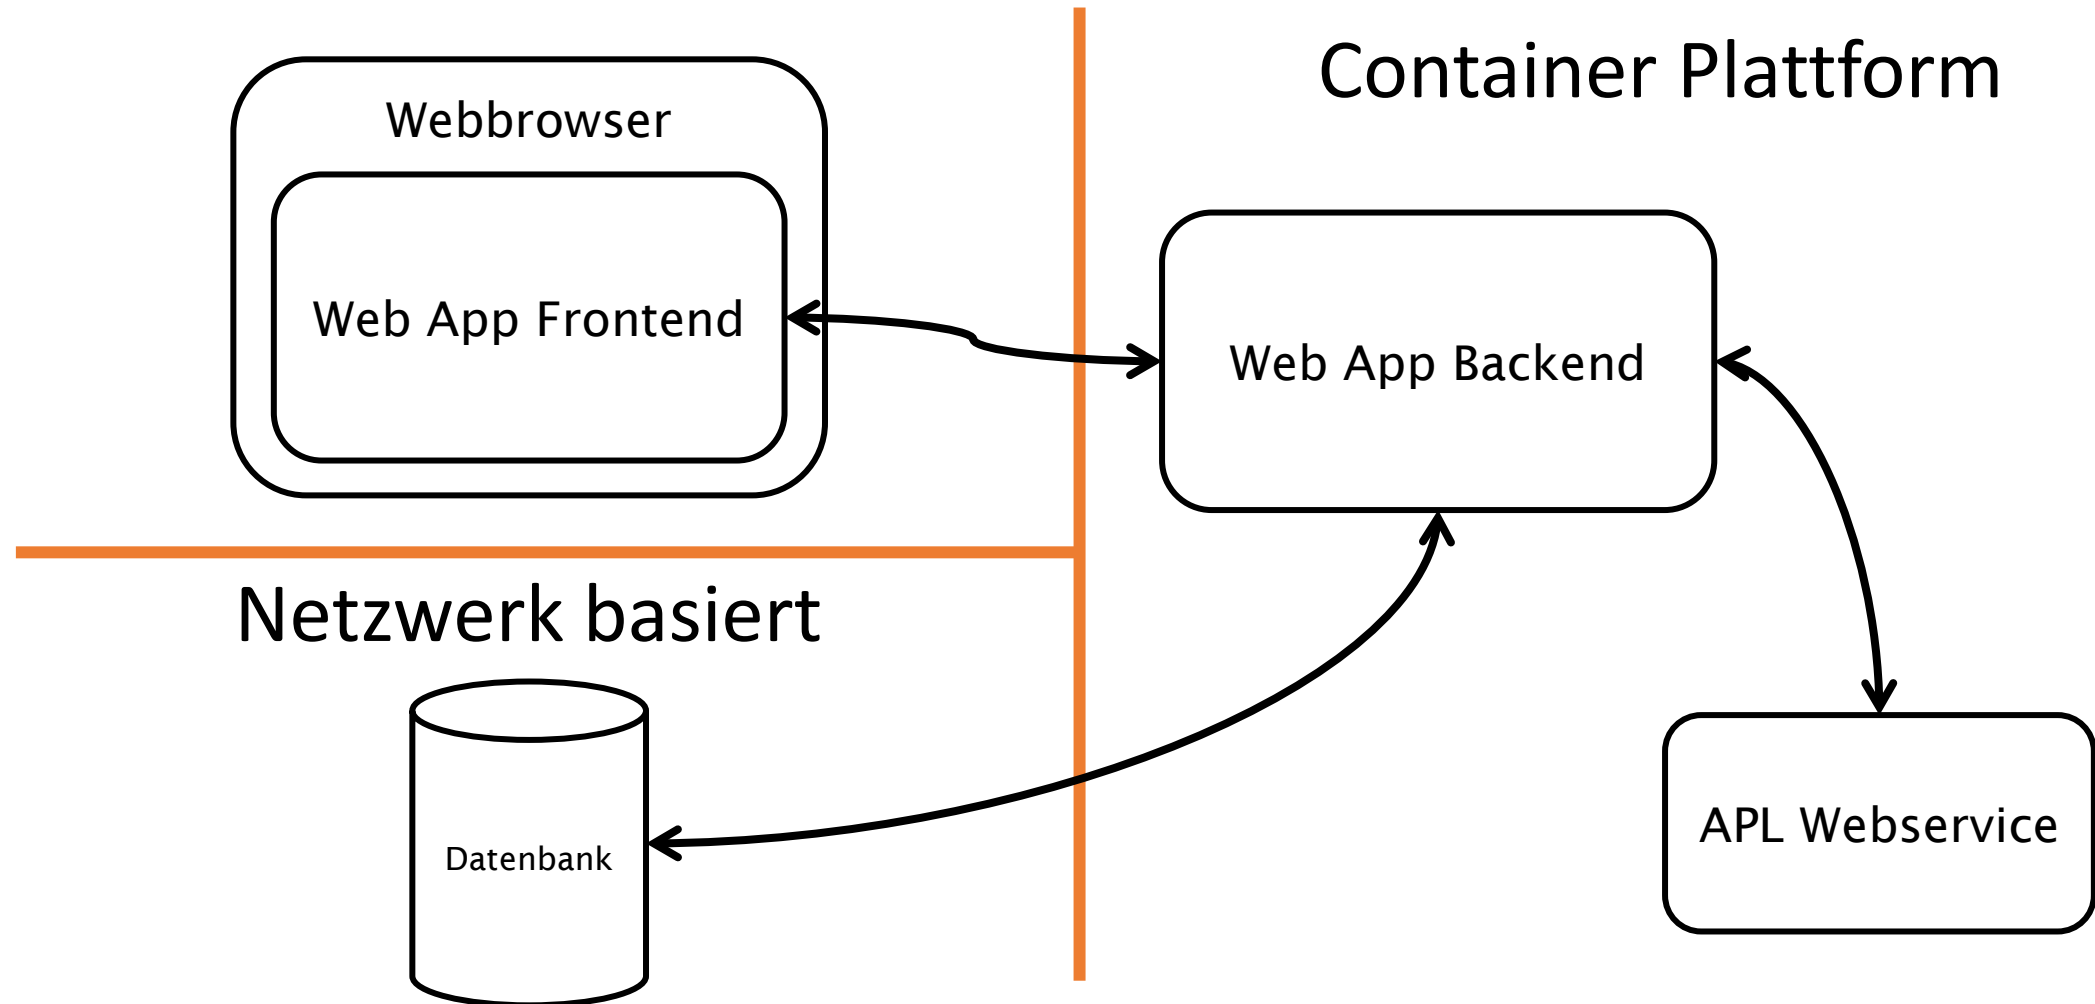 Container Plattform
Webbrowser
Web App Frontend
Web App Backend
Netzwerk basiert
Datenbank
APL Webservice